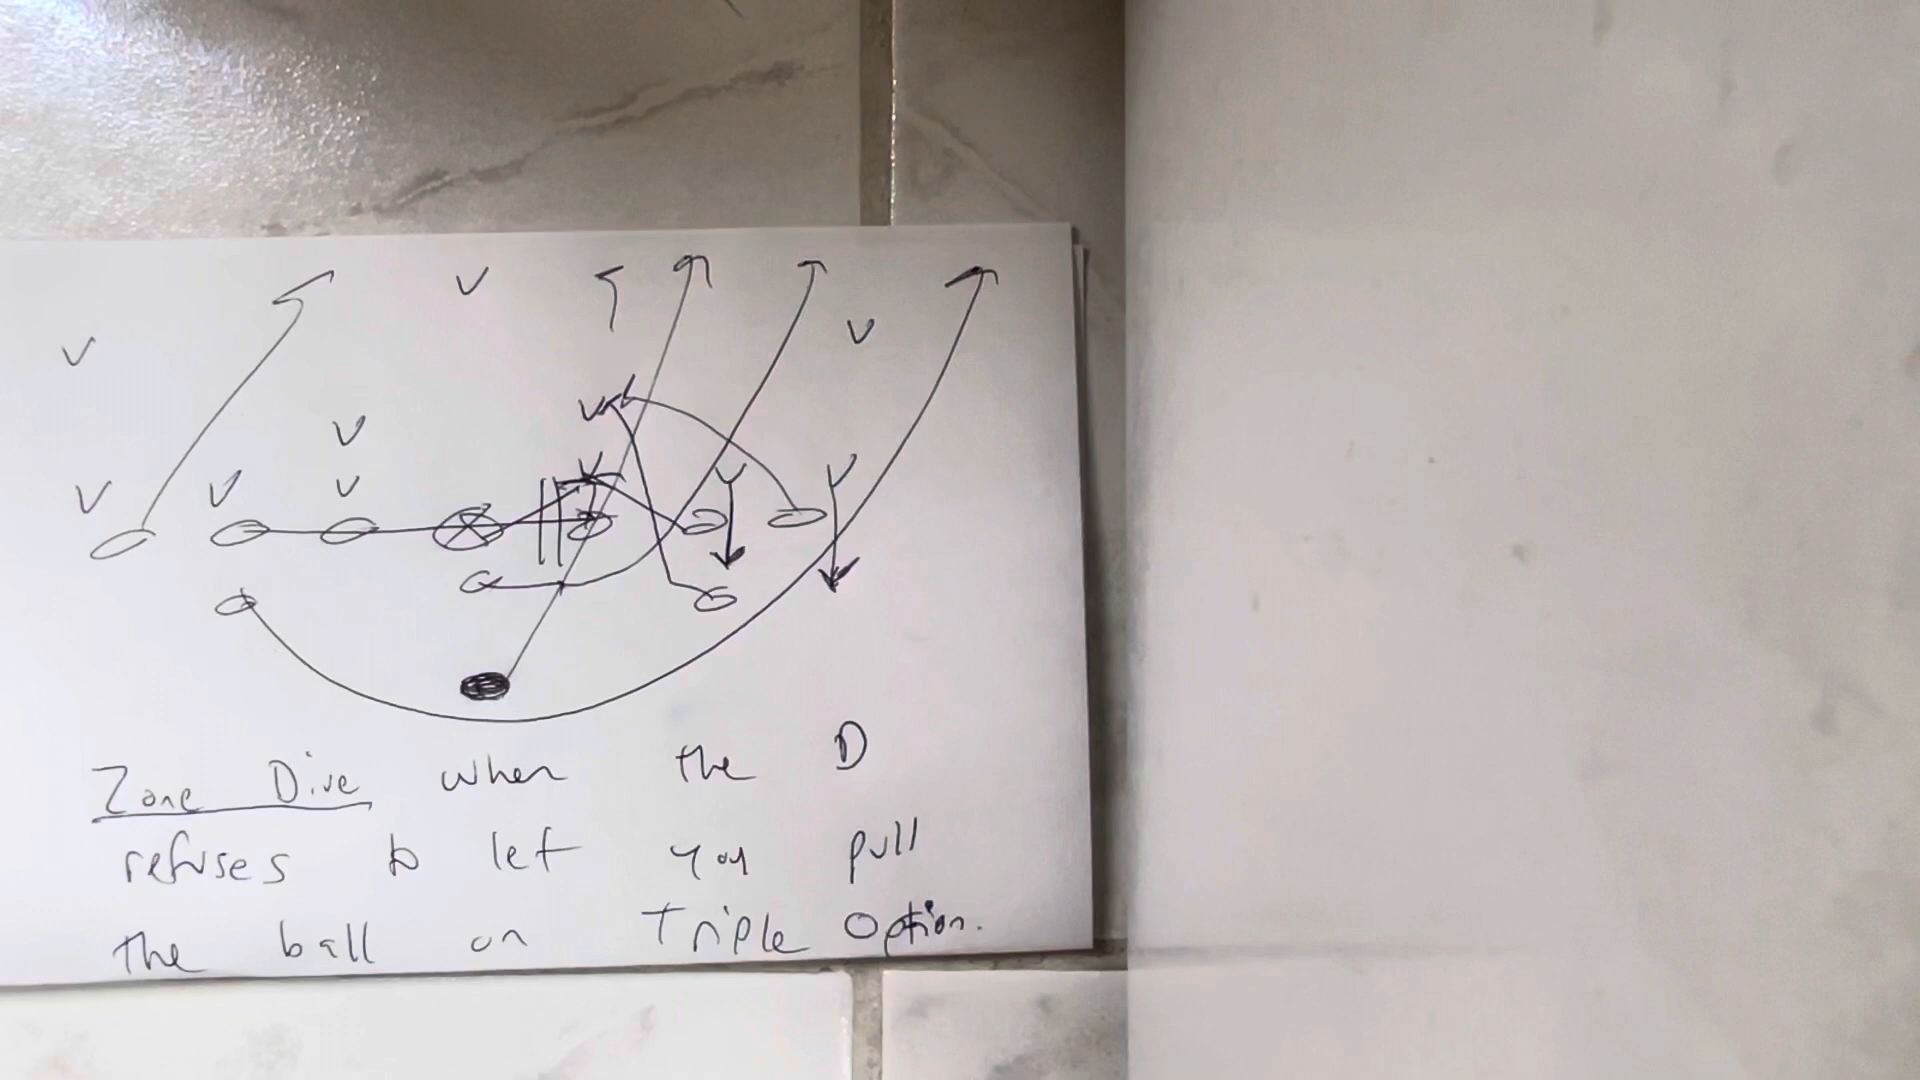 Zone Dive when the D
refuses to let you pull
the ball on Triple Option.